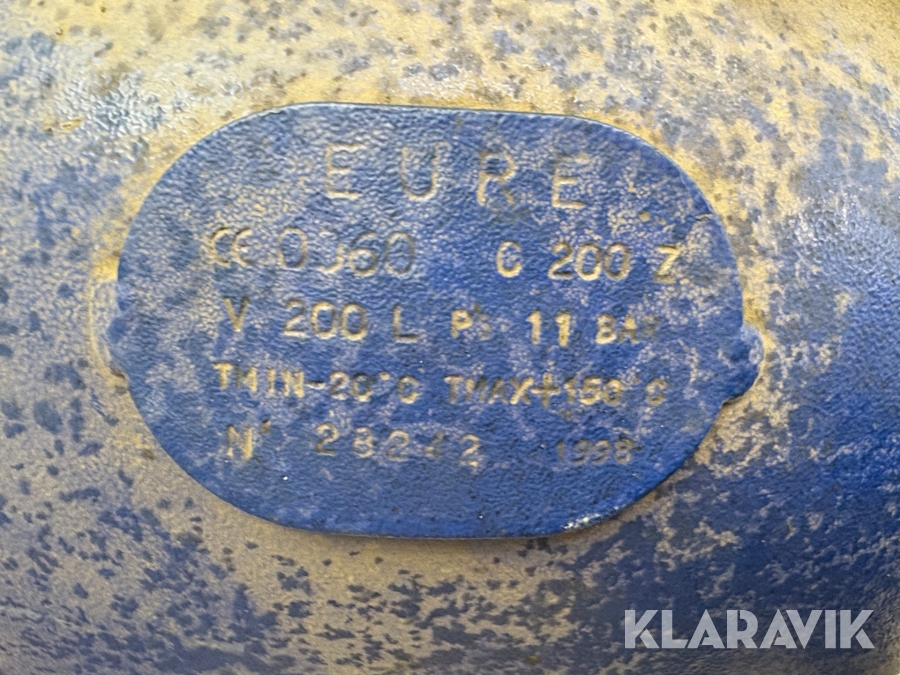 EURE
CE 0060 C 200 Z
V 200 L PS 11 BAR
TMIN-20°C TMAX+150°C
N° 28242 1998
KLARAVIK